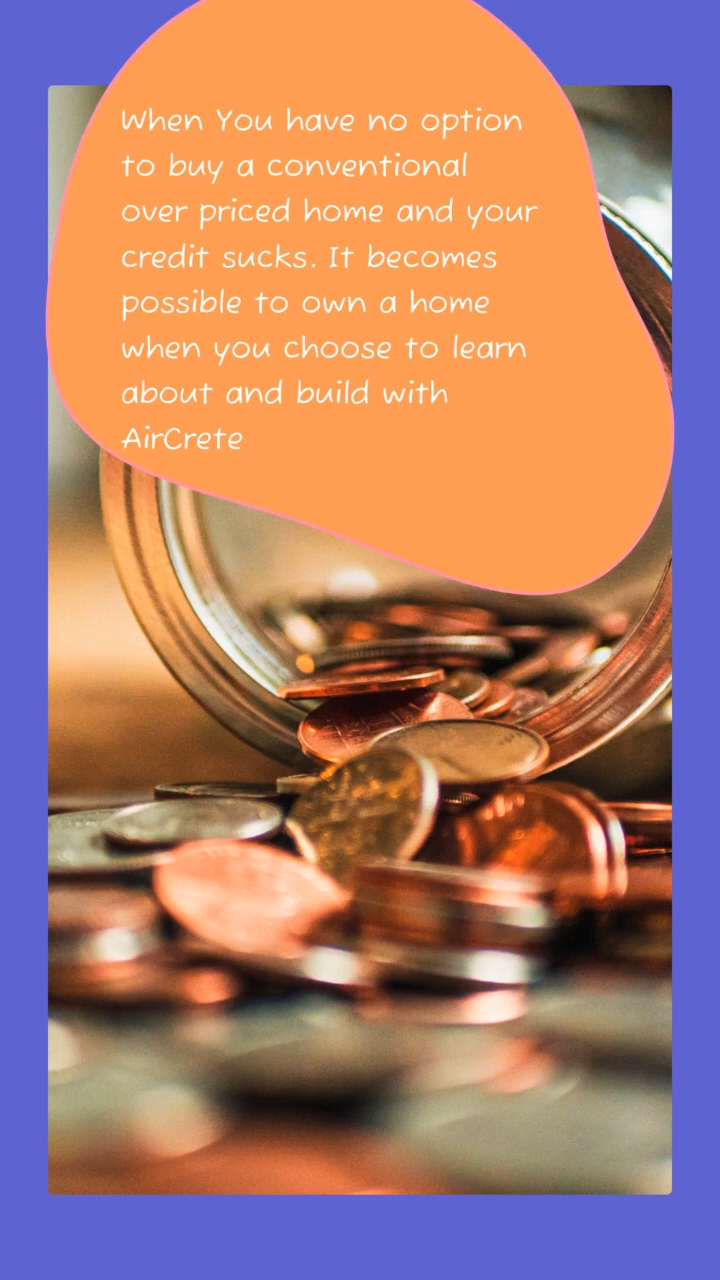 When You have no option
to buy a conventional
over priced home and your
credit sucks. It becomes
possible to own a home
when you choose to learn
about and build with
AirCrete